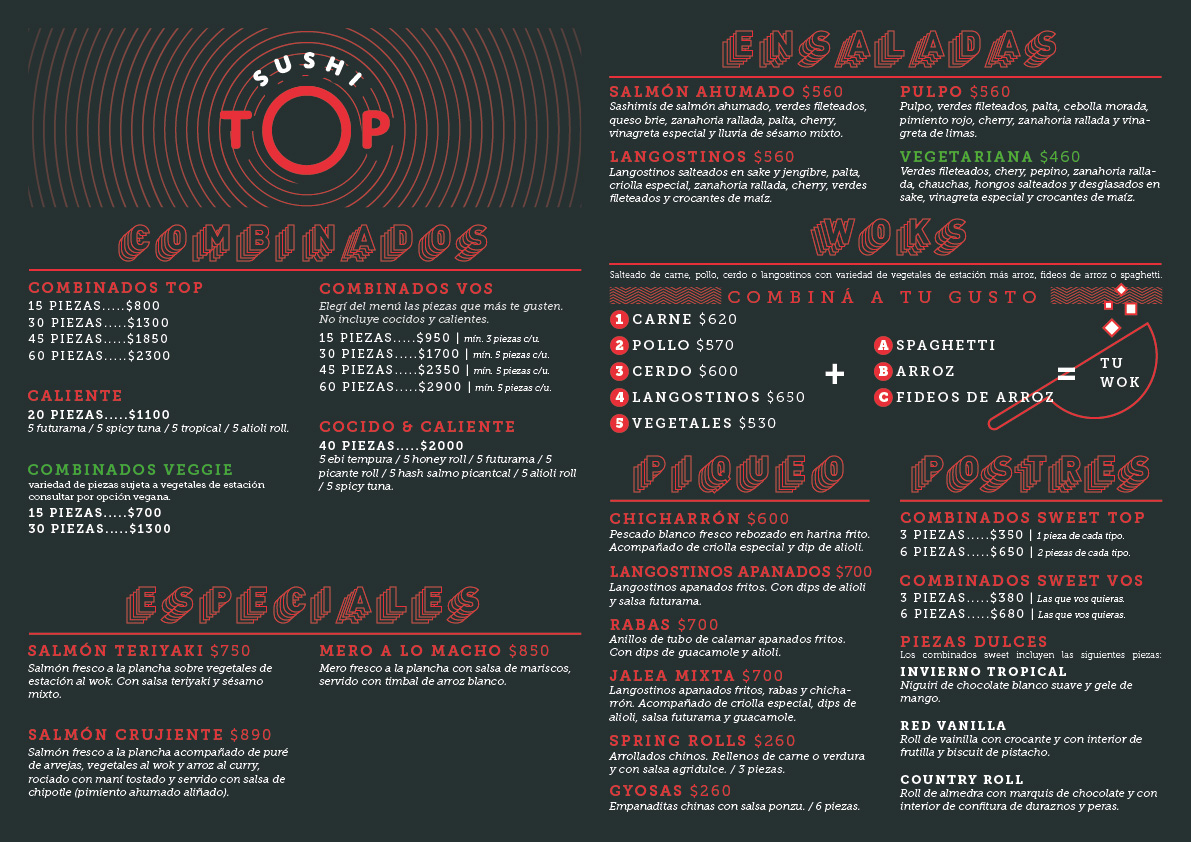 SUSHI
TOP
COMBINADOS
COMBINADOS TOP
15 PIEZAS.....$800
30 PIEZAS.....$1300
45 PIEZAS.....$1850
60 PIEZAS.....$2300
CALIENTE
20 PIEZAS.....$1100
5 futurama / 5 spicy tuna / 5 tropical / 5 alioli roll.
COMBINADOS VEGGIE
variedad de piezas sujeta a vegetales de estación
consultar por opción vegana.
15 PIEZAS.....$700
30 PIEZAS.....$1300
COMBINADOS VOS
Elegí del menú las piezas que más te gusten.
No incluye cocidos y calientes.
15 PIEZAS.....$950 | mín. 3 piezas c/u.
30 PIEZAS.....$1700 | mín. 5 piezas c/u.
45 PIEZAS.....$2350 | mín. 5 piezas c/u.
60 PIEZAS.....$2900 | mín. 5 piezas c/u.
COCIDO & CALIENTE
40 PIEZAS.....$2000
5 ebi tempura / 5 honey roll / 5 futurama / 5
picante roll / 5 hash salmo picantcal / 5 alioli roll
/ 5 spicy tuna.
ESPECIALES
SALMÓN TERIYAKI $750
Salmón fresco a la plancha sobre vegetales de
estación al wok. Con salsa teriyaki y sésamo
mixto.
SALMÓN CRUJIENTE $890
Salmón fresco a la plancha acompañado de puré
de arvejas, vegetales al wok y arroz al curry,
rociado con maní tostado y servido con salsa de
chipotle (pimiento ahumado aliñado).
MERO A LO MACHO $850
Mero fresco a la plancha con salsa de mariscos,
servido con timbal de arroz blanco.
ENSALADAS
SALMÓN AHUMADO $560
Sashimis de salmón ahumado, verdes fileteados,
queso brie, zanahoria rallada, palta, cherry,
vinagreta especial y lluvia de sésamo mixto.
LANGOSTINOS $560
Langostinos salteados en sake y jengibre, palta,
criolla especial, zanahoria rallada, cherry, verdes
fileteados y crocantes de maíz.
PULPO $560
Pulpo, verdes fileteados, palta, cebolla morada,
pimiento rojo, cherry, zanahoria rallada y vina-
greta de limas.
VEGETARIANA $460
Verdes fileteados, chery, pepino, zanahoria ralla-
da, chauchas, hongos salteados y desglasados en
sake, vinagreta especial y crocantes de maíz.
WOKS
Salteado de carne, pollo, cerdo o langostinos con variedad de vegetales de estación más arroz, fideos de arroz o spaghetti.
COMBINÁ A TU GUSTO
1 CARNE $620
2 POLLO $570
3 CERDO $600
4 LANGOSTINOS $650
5 VEGETALES $530
+
A SPAGHETTI
B ARROZ
C FIDEOS DE ARROZ
=
TU
WOK
PIQUEO
CHICHARRÓN $600
Pescado blanco fresco rebozado en harina frito.
Acompañado de criolla especial y dip de alioli.
LANGOSTINOS APANADOS $700
Langostinos apanados fritos. Con dips de alioli
y salsa futurama.
RABAS $700
Anillos de tubo de calamar apanados fritos.
Con dips de guacamole y alioli.
JALEA MIXTA $700
Langostinos apanados fritos, rabas y chicha-
rrón. Acompañado de criolla especial, dips de
alioli, salsa futurama y guacamole.
SPRING ROLLS $260
Arrollados chinos. Rellenos de carne o verdura
y con salsa agridulce. / 3 piezas.
GYOSAS $260
Empanaditas chinas con salsa ponzu. / 6 piezas.
POSTRES
COMBINADOS SWEET TOP
3 PIEZAS.....$350 | 1 pieza de cada tipo.
6 PIEZAS.....$650 | 2 piezas de cada tipo.
COMBINADOS SWEET VOS
3 PIEZAS.....$380 | Las que vos quieras.
6 PIEZAS.....$680 | Las que vos quieras.
PIEZAS DULCES
Los combinados sweet incluyen las siguientes piezas:
INVIERNO TROPICAL
Niguiri de chocolate blanco suave y gele de
mango.
RED VANILLA
Roll de vainilla con crocante y con interior de
frutilla y biscuit de pistacho.
COUNTRY ROLL
Roll de almedra con marquis de chocolate y con
interior de confitura de duraznos y peras.